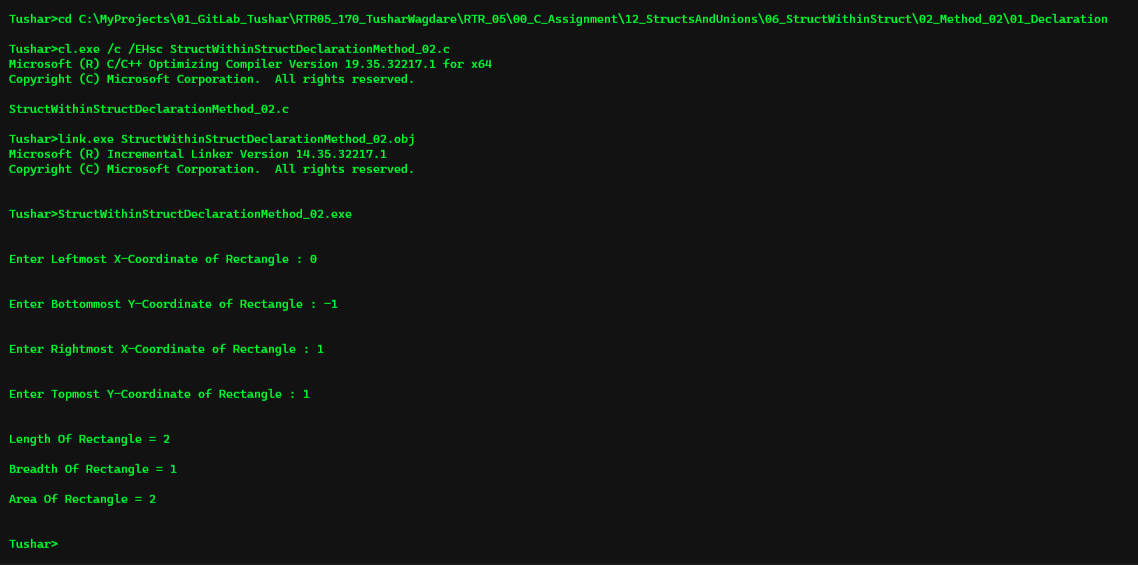 Tushar>cd C:\MyProjects\01_GitLab_Tushar\RTR05_170_TusharWagdare\RTR_05\00_C_Assignment\12_StructsAndUnions\06_StructWithinStruct\02_Method_02\01_Declaration
Tushar>cl.exe /c /EHsc StructWithinStructDeclarationMethod_02.c
Microsoft (R) C/C++ Optimizing Compiler Version 19.35.32217.1 for x64
Copyright (C) Microsoft Corporation.  All rights reserved.
StructWithinStructDeclarationMethod_02.c
Tushar>link.exe StructWithinStructDeclarationMethod_02.obj
Microsoft (R) Incremental Linker Version 14.35.32217.1
Copyright (C) Microsoft Corporation.  All rights reserved.
Tushar>StructWithinStructDeclarationMethod_02.exe
Enter Leftmost X-Coordinate of Rectangle : 0
Enter Bottommost Y-Coordinate of Rectangle : -1
Enter Rightmost X-Coordinate of Rectangle : 1
Enter Topmost Y-Coordinate of Rectangle : 1
Length Of Rectangle = 2
Breadth Of Rectangle = 1
Area Of Rectangle = 2
Tushar>